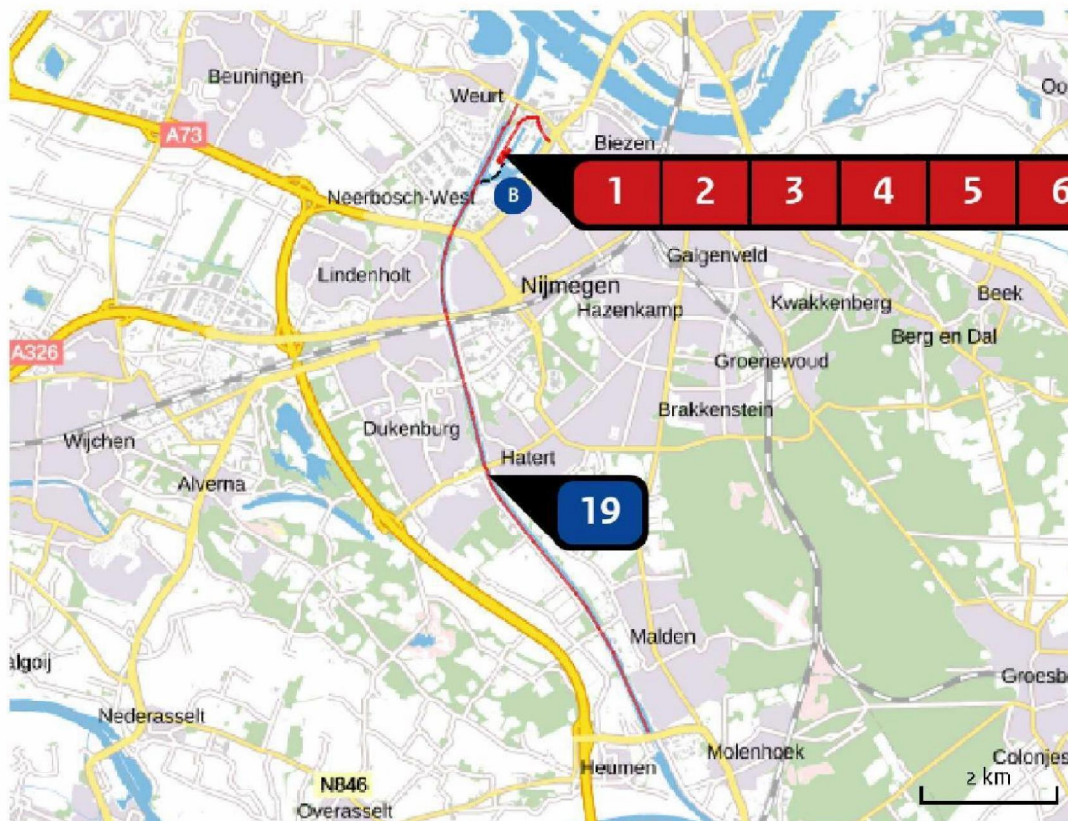 Beuningen
Weurt
Oo
A73
Biezen
B
1 2 3 4 5 6
Neerbosch-West
Galgenveld
Lindenholt
Nijmegen
Hazenkamp
Kwakkenberg
Beek
A326
Berg en Dal
Groenewoud
Brakkenstein
Dukenburg
Wijchen
Hatert
Alverna
19
Malden
algoij
Groesb
Nederasselt
Molenhoek
Colonjes
Heumen
2 km
N846
Overasselt